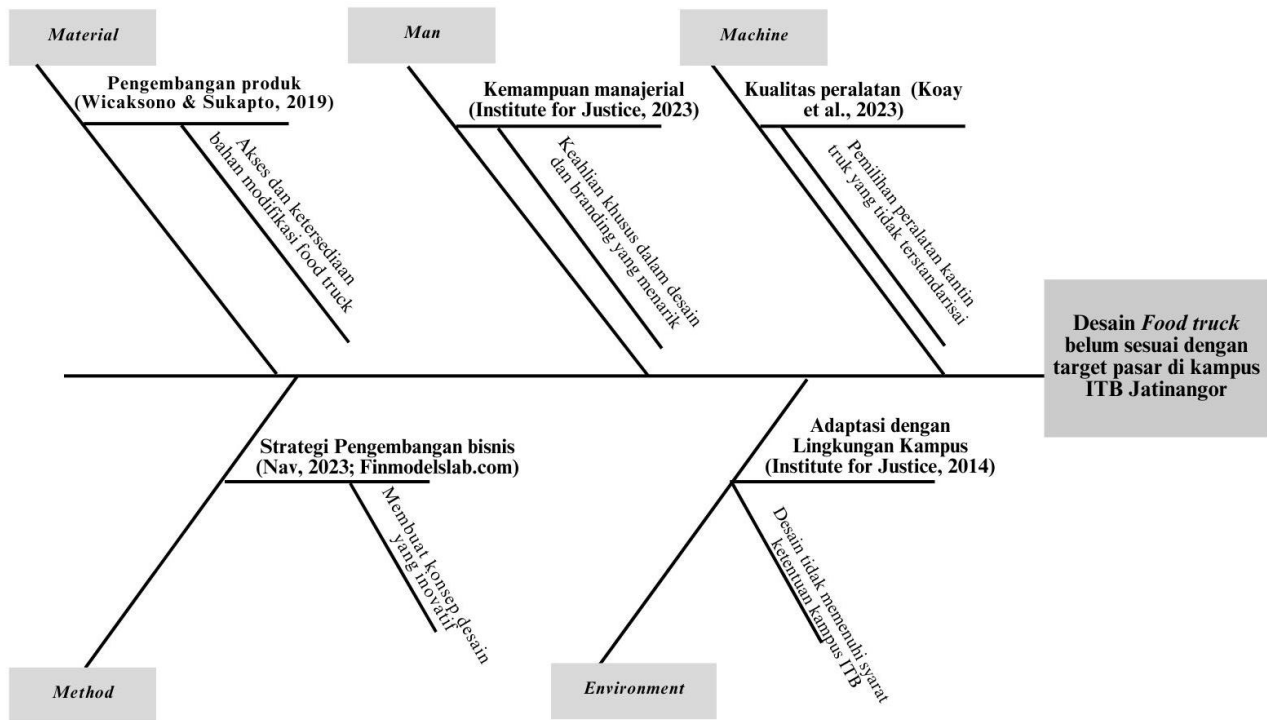 Material
Man
Machine
Pengembangan produk
(Wicaksono & Sukapto, 2019)
Akses dan ketersediaan
bahan modifikasi food truck
Kemampuan manajerial
(Institute for Justice, 2023)
Keahlian khusus dalam desain
dan branding yang menarik
Kualitas peralatan (Koay
et al., 2023)
Pemilihan peralatan kantin
truk yang tidak terstandarisai
Desain Food truck
belum sesuai dengan
target pasar di kampus
ITB Jatinangor
Strategi Pengembangan bisnis
(Nav, 2023; Finmodelslab.com)
Membuat konsep desain
yang inovatif
Adaptasi dengan
Lingkungan Kampus
(Institute for Justice, 2014)
Desain tidak memenuhi syarat
ketentuan kampus ITB
Method
Environment